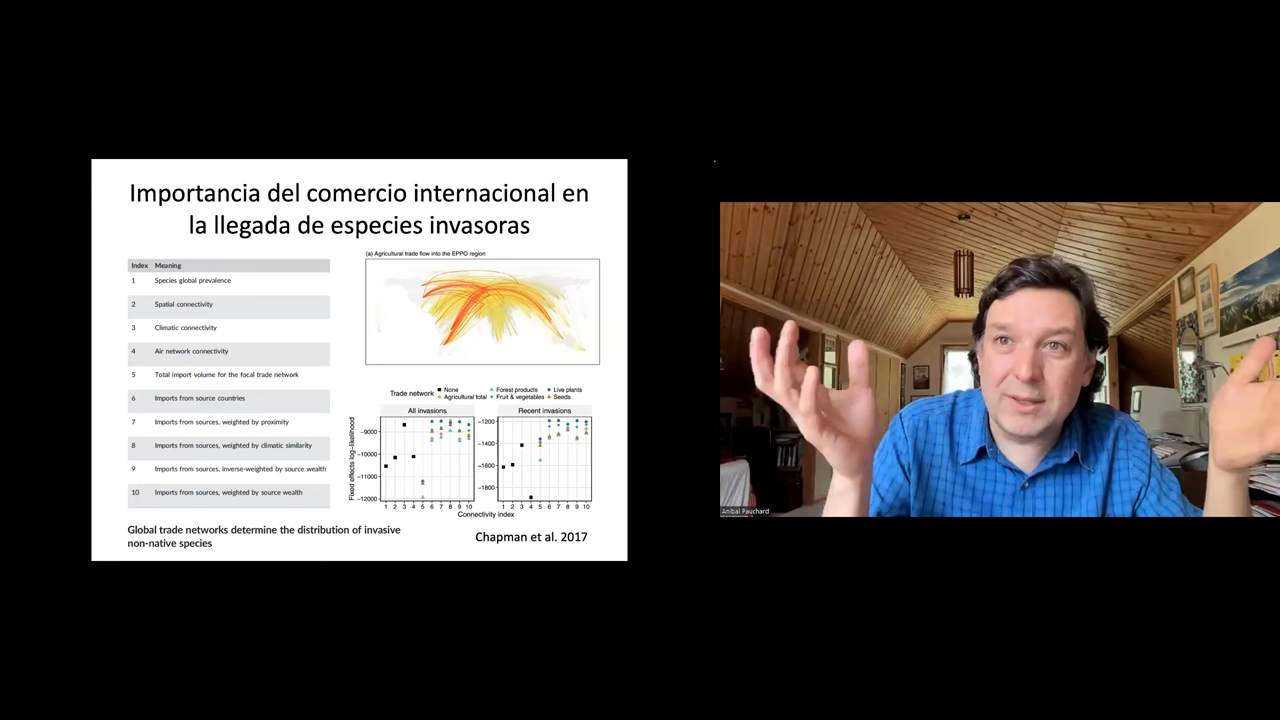 Importancia del comercio internacional en
la llegada de especies invasoras
Index Meaning
1 Species global prevalence
2 Spatial connectivity
3 Climatic connectivity
4 Air network connectivity
5 Total import volume for the focal trade network
6 Imports from source countries
7 Imports from sources, weighted by proximity
8 Imports from sources, weighted by climatic similarity
9 Imports from sources, inverse-weighted by source wealth
10 Imports from sources, weighted by source wealth
(a) Agricultural trade flow into the EPPO region
Trade network
None
Forest products
Live plants
Agricultural total
Fruit & vegetables
Seeds
All invasions
Recent invasions
Fixed effects log−likelihood
−9000
−10000
−11000
−12000
−1200
−1400
−1600
−1800
1 2 3 4 5 6 7 8 9 10
1 2 3 4 5 6 7 8 9 10
Connectivity index
Global trade networks determine the distribution of invasive
non-native species
Chapman et al. 2017
Anibal Pauchard